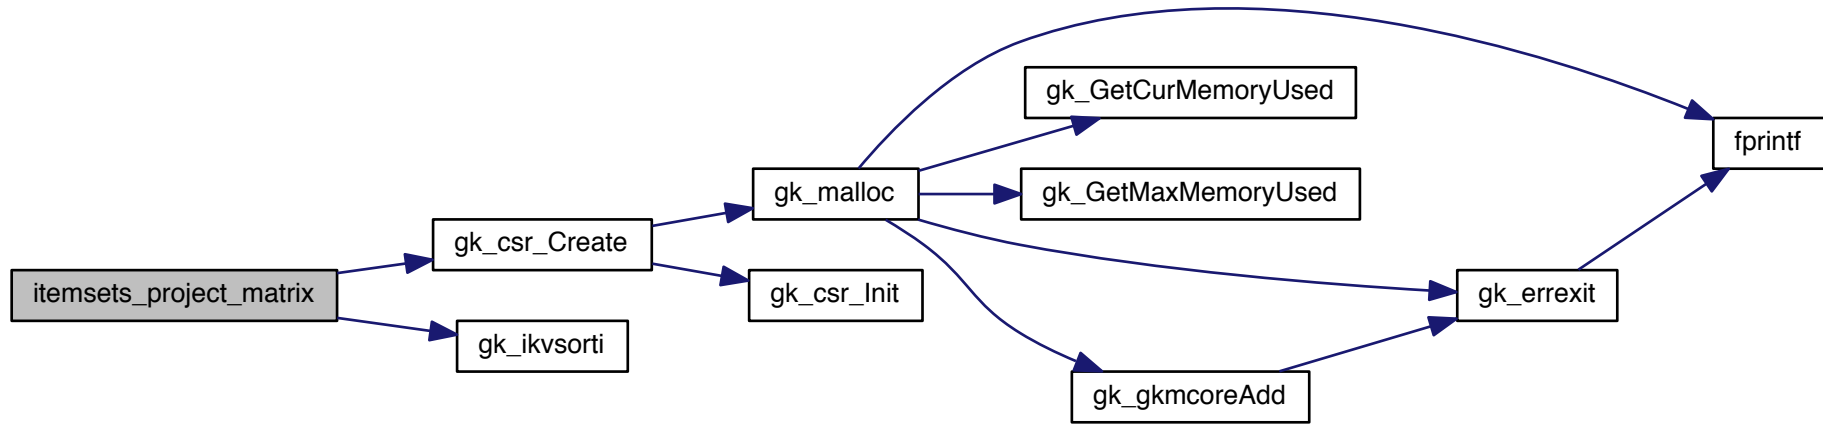 itemsets_project_matrix
gk_csr_Create
gk_ikvsorti
gk_malloc
gk_csr_Init
gk_GetCurMemoryUsed
gk_GetMaxMemoryUsed
gk_gkmcoreAdd
gk_errexit
fprintf